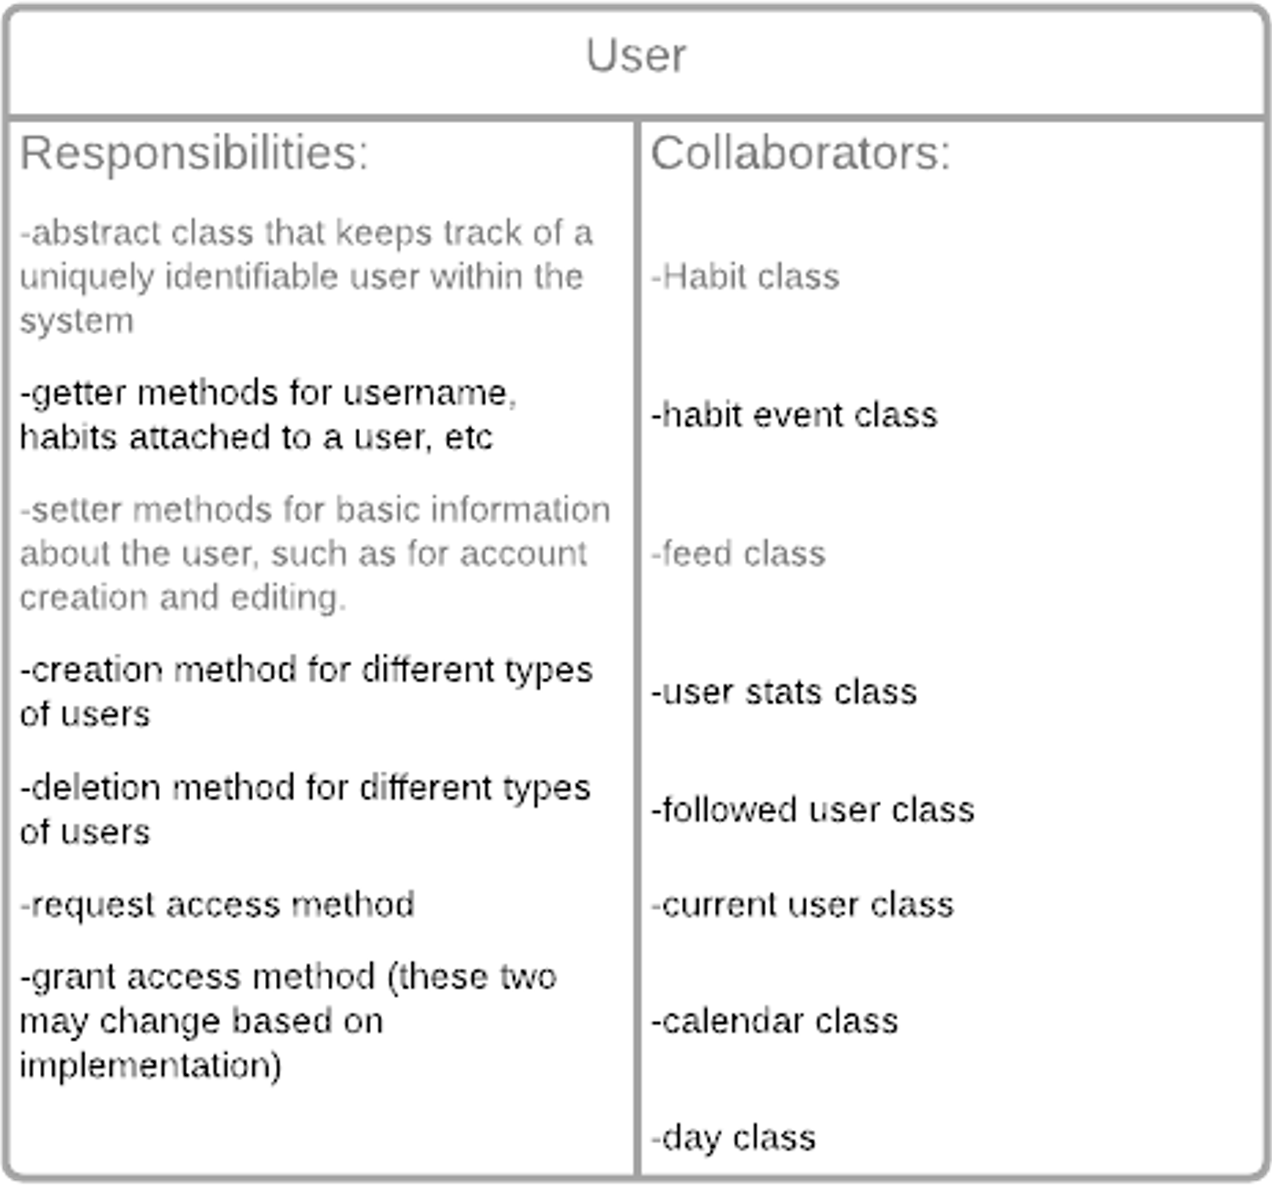 User
Responsibilities:
-abstract class that keeps track of a
uniquely identifiable user within the
system
-getter methods for username,
habits attached to a user, etc
-setter methods for basic information
about the user, such as for account
creation and editing.
-creation method for different types
of users
-deletion method for different types
of users
-request access method
-grant access method (these two
may change based on
implementation)
Collaborators:
-Habit class
-habit event class
-feed class
-user stats class
-followed user class
-current user class
-calendar class
-day class